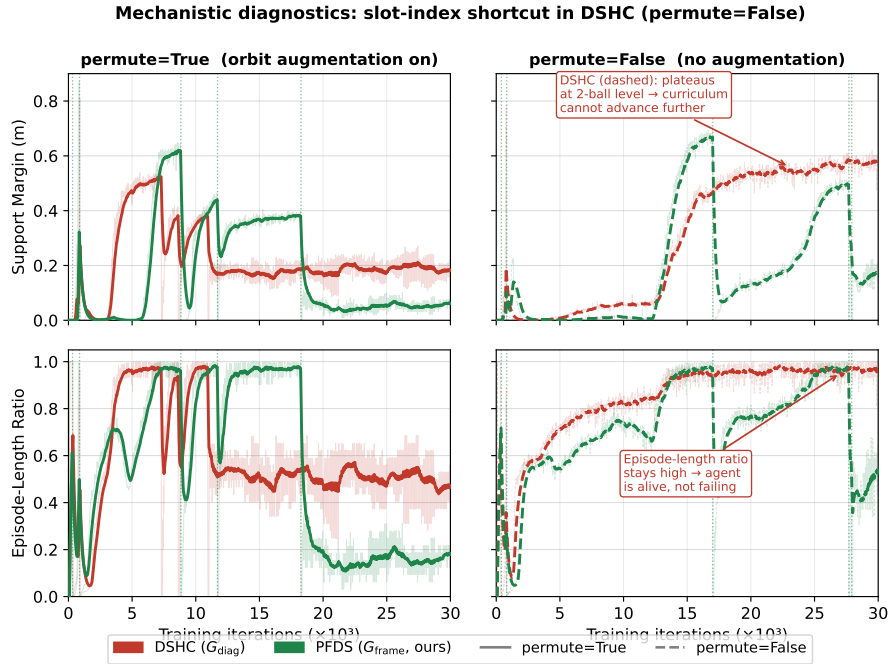 Mechanistic diagnostics: slot-index shortcut in DSHC (permute=False)
permute=True (orbit augmentation on)
permute=False (no augmentation)
Support Margin (m)
0.8
0.6
0.4
0.2
0.0
DSHC (dashed): plateaus
at 2-ball level → curriculum
cannot advance further
Episode-Length Ratio
1.0
0.8
0.6
0.4
0.2
0.0
Episode-length ratio
stays high → agent
is alive, not failing
0 5 10 15 20 25 30
0 5 10 15 20 25 30
Training iterations (×10³)
Training iterations (×10³)
DSHC (G_diag) PFDS (G_frame, ours) permute=True permute=False